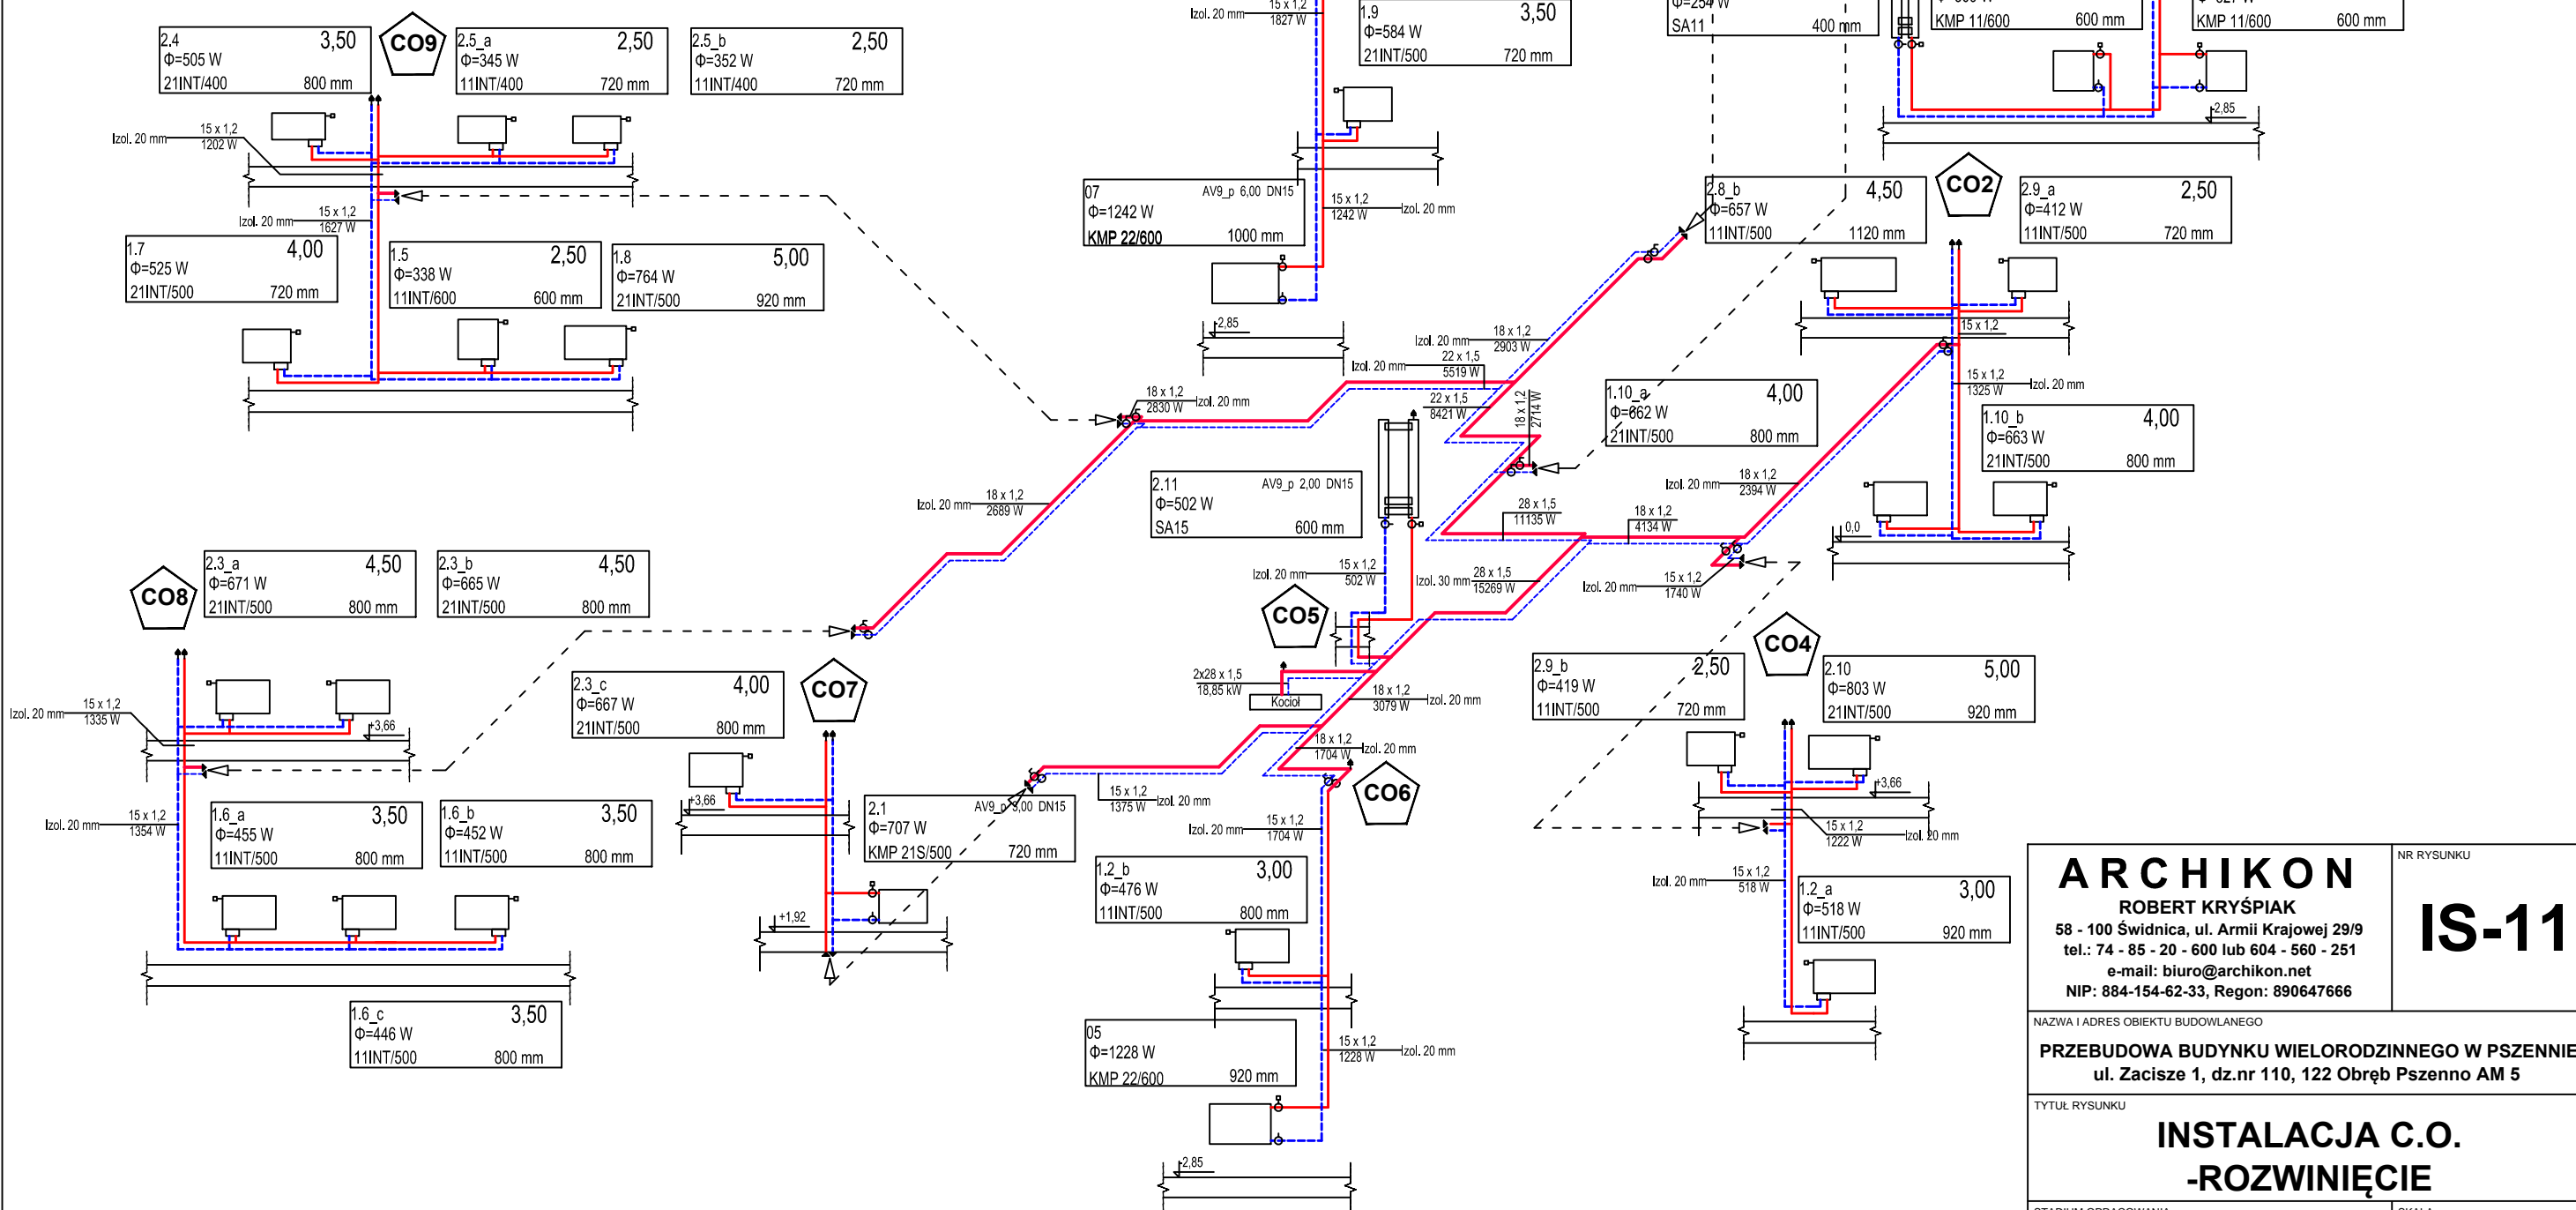 2.4 3,50
Φ=505 W
21INT/400 800 mm
CO9
2.5_a 2,50
Φ=345 W
11INT/400 720 mm
2.5_b 2,50
Φ=352 W
11INT/400 720 mm
Izol. 20 mm 15 x 1,2
1202 W
Izol. 20 mm 15 x 1,2
1627 W
1.7 4,00
Φ=525 W
21INT/500 720 mm
1.5 2,50
Φ=338 W
11INT/600 600 mm
1.8 5,00
Φ=764 W
21INT/500 920 mm
Izol. 20 mm 15 x 1,2
1827 W
1.9 3,50
Φ=584 W
21INT/500 720 mm
07 AV9_p 6,00 DN15
Φ=1242 W
KMP 22/600 1000 mm
15 x 1,2
1242 W Izol. 20 mm
-2,85
SA11 400 mm
KMP 11/600 600 mm
KMP 11/600 600 mm
-2,85
2.8_b 4,50
Φ=657 W
11INT/500 1120 mm
CO2
2.9_a 2,50
Φ=412 W
11INT/500 720 mm
15 x 1,2
15 x 1,2
1325 W Izol. 20 mm
Izol. 20 mm 18 x 1,2
2903 W
Izol. 20 mm 22 x 1,5
5519 W
22 x 1,5
8421 W
18 x 1,2
2714 W
18 x 1,2
2830 W Izol. 20 mm
1.10_a 4,00
Φ=662 W
21INT/500 800 mm
1.10_b 4,00
Φ=663 W
21INT/500 800 mm
0,0
2.11 AV9_p 2,00 DN15
Φ=502 W
SA15 600 mm
Izol. 20 mm 18 x 1,2
2689 W
28 x 1,5
11135 W
18 x 1,2
4134 W
Izol. 20 mm 18 x 1,2
2394 W
Izol. 20 mm 15 x 1,2
502 W
Izol. 30 mm 28 x 1,5
15269 W
Izol. 20 mm 15 x 1,2
1740 W
CO8
2.3_a 4,50
Φ=671 W
21INT/500 800 mm
2.3_b 4,50
Φ=665 W
21INT/500 800 mm
CO5
CO4
2.3_c 4,00
Φ=667 W
21INT/500 800 mm
CO7
2x28 x 1,5
18,85 kW
Kocioł
18 x 1,2
3079 W Izol. 20 mm
18 x 1,2
1704 W Izol. 20 mm
2.9_b 2,50
Φ=419 W
11INT/500 720 mm
2.10 5,00
Φ=803 W
21INT/500 920 mm
Izol. 20 mm 15 x 1,2
1335 W
+3,66
Izol. 20 mm 15 x 1,2
1354 W
1.6_a 3,50
Φ=455 W
11INT/500 800 mm
1.6_b 3,50
Φ=452 W
11INT/500 800 mm
+3,66
2.1 DN15
Φ=707 W
KMP 21S/500 720 mm
15 x 1,2
1375 W Izol. 20 mm
CO6
Izol. 20 mm 15 x 1,2
1704 W
+3,66
15 x 1,2
1222 W Izol. 20 mm
Izol. 20 mm 15 x 1,2
518 W
1.2_b 3,00
Φ=476 W
11INT/500 800 mm
1.2_a 3,00
Φ=518 W
11INT/500 920 mm
+1,92
1.6_c 3,50
Φ=446 W
11INT/500 800 mm
05
Φ=1228 W
KMP 22/600 920 mm
15 x 1,2
1228 W Izol. 20 mm
-2,85
ARCHIKON
ROBERT KRYŚPIAK
58 - 100 Świdnica, ul. Armii Krajowej 29/9
tel.: 74 - 85 - 20 - 600 lub 604 - 560 - 251
e-mail: biuro@archikon.net
NIP: 884-154-62-33, Regon: 890647666
NR RYSUNKU
IS-11
NAZWA I ADRES OBIEKTU BUDOWLANEGO
PRZEBUDOWA BUDYNKU WIELORODZINNEGO W PSZENNIE
ul. Zacisze 1, dz.nr 110, 122 Obręb Pszenno AM 5
TYTUŁ RYSUNKU
INSTALACJA C.O.
-ROZWINIĘCIE